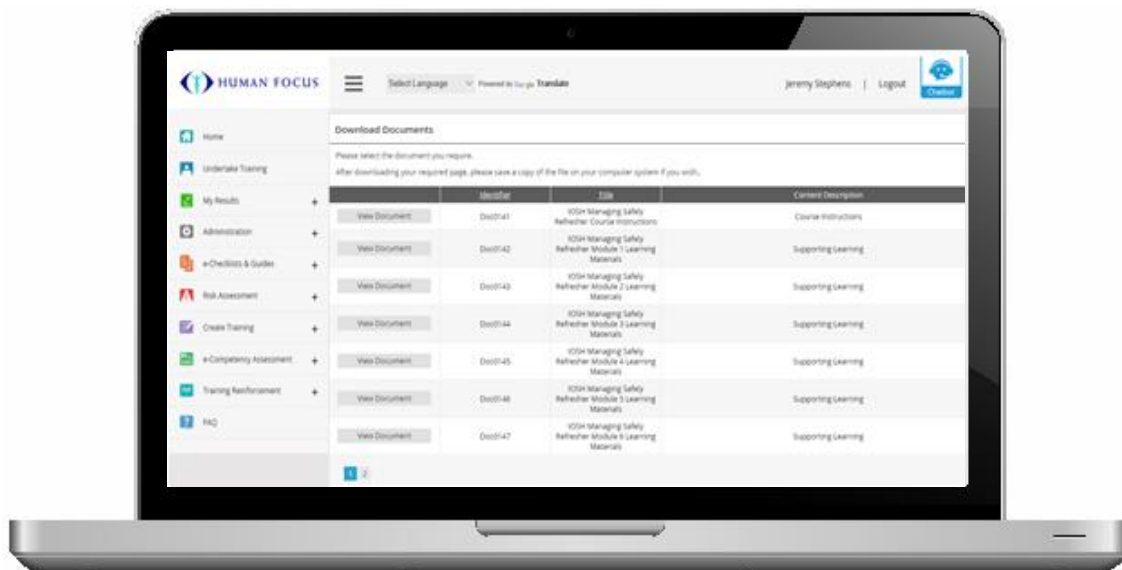 HUMAN FOCUS
Select Language
Powered by Google Translate
Jeremy Stephens | Logout
Chatbot
Home
Undertake Training
My Results +
Administration +
e-Checklists & Guides +
Risk Assessment +
Create Training +
e-Competency Assessment +
Training Reinforcement +
FAQ
Download Documents
Please select the document you require.
After downloading your required page, please save a copy of the file on your computer system if you wish.
Identifier Title Content Description
View Document Doc0141 IOSH Managing Safely
Refresher Course Instructions Course Instructions
View Document Doc0142 IOSH Managing Safely
Refresher Module 1 Learning
Materials Supporting Learning
View Document Doc0143 IOSH Managing Safely
Refresher Module 2 Learning
Materials Supporting Learning
View Document Doc0144 IOSH Managing Safely
Refresher Module 3 Learning
Materials Supporting Learning
View Document Doc0145 IOSH Managing Safely
Refresher Module 4 Learning
Materials Supporting Learning
View Document Doc0146 IOSH Managing Safely
Refresher Module 5 Learning
Materials Supporting Learning
View Document Doc0147 IOSH Managing Safely
Refresher Module 6 Learning
Materials Supporting Learning
1 2